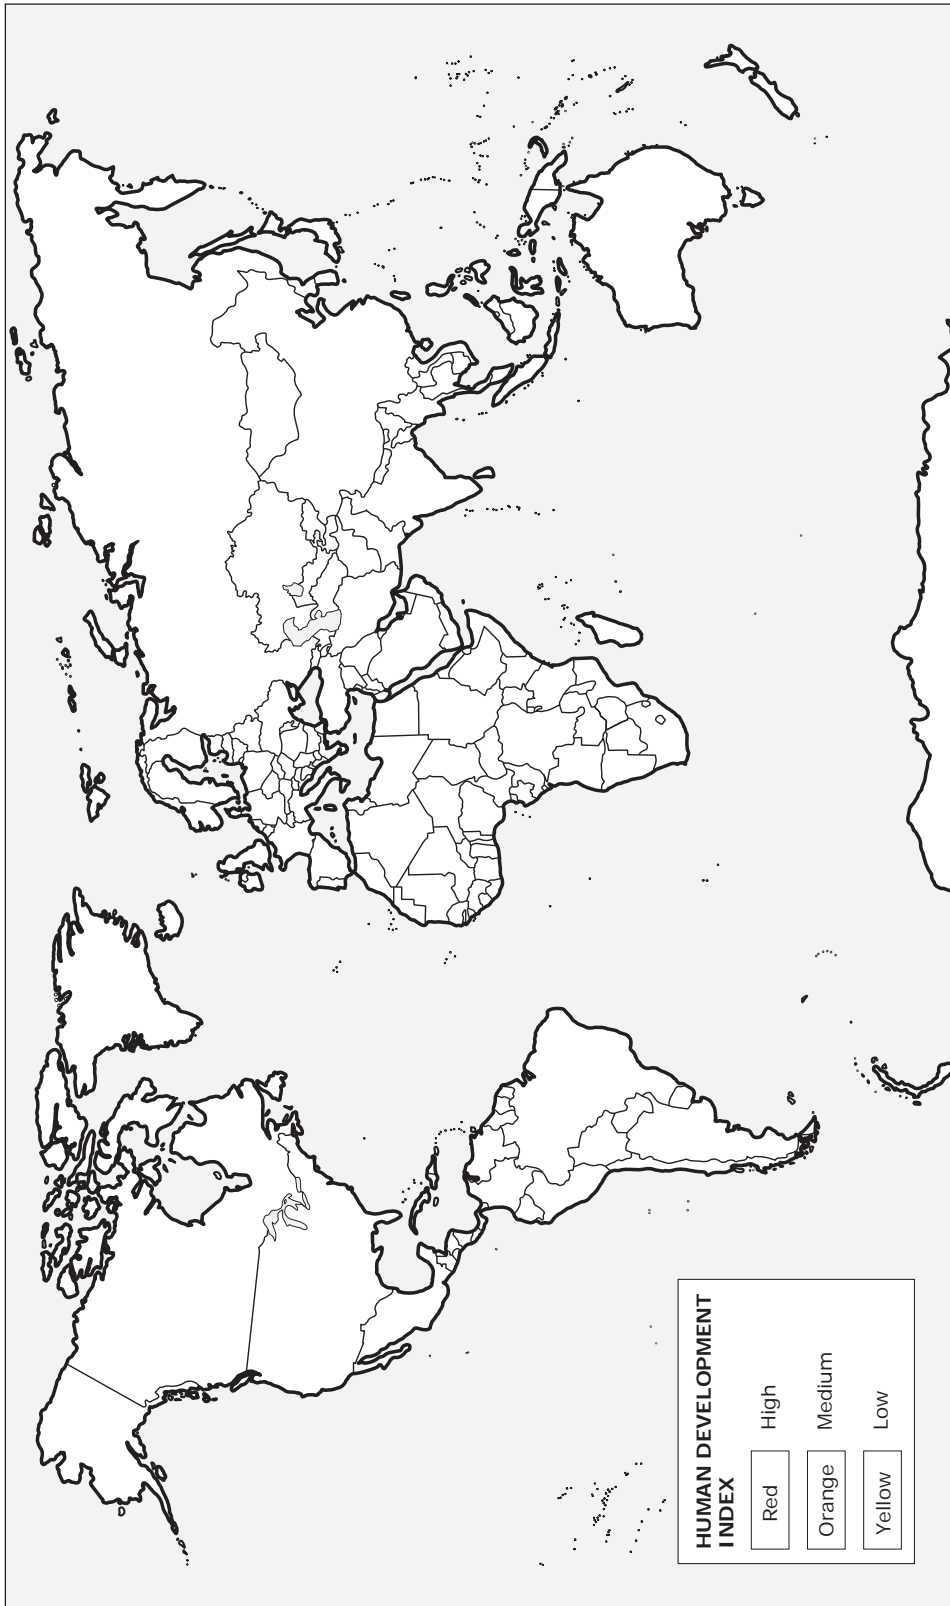 HUMAN DEVELOPMENT
INDEX
Red High
Orange Medium
Yellow Low